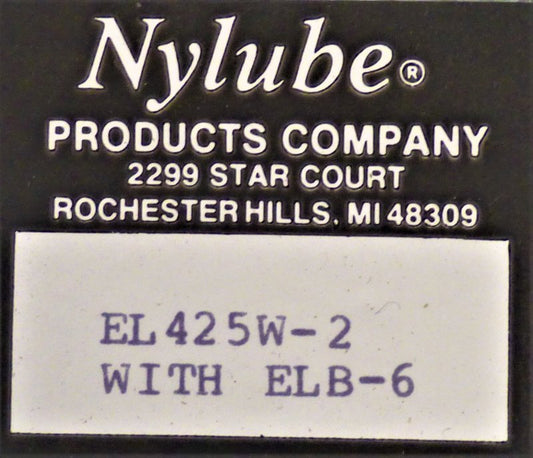 Nylube®
PRODUCTS COMPANY
2299 STAR COURT
ROCHESTER HILLS, MI 48309
EL425W-2
WITH ELB-6